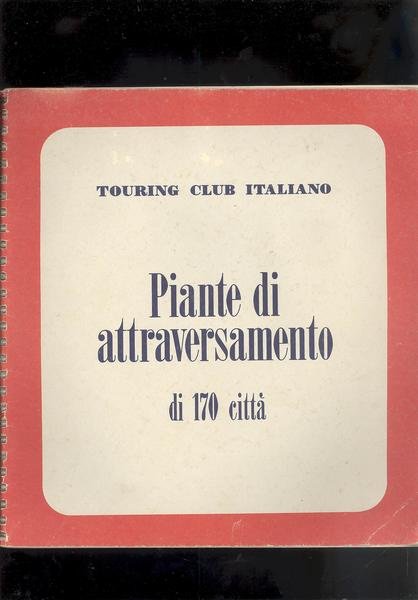 TOURING CLUB ITALIANO
Piante di
attraversamento
di 170 città